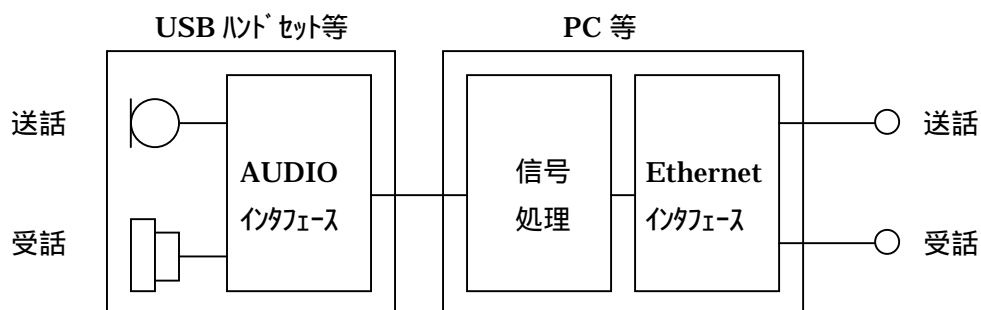 USB ﾊﾝﾄﾞｾｯﾄ等
PC 等
送話
AUDIO
ｲﾝﾀﾌｪｰｽ
信号
処理
Ethernet
ｲﾝﾀﾌｪｰｽ
送話
受話
受話